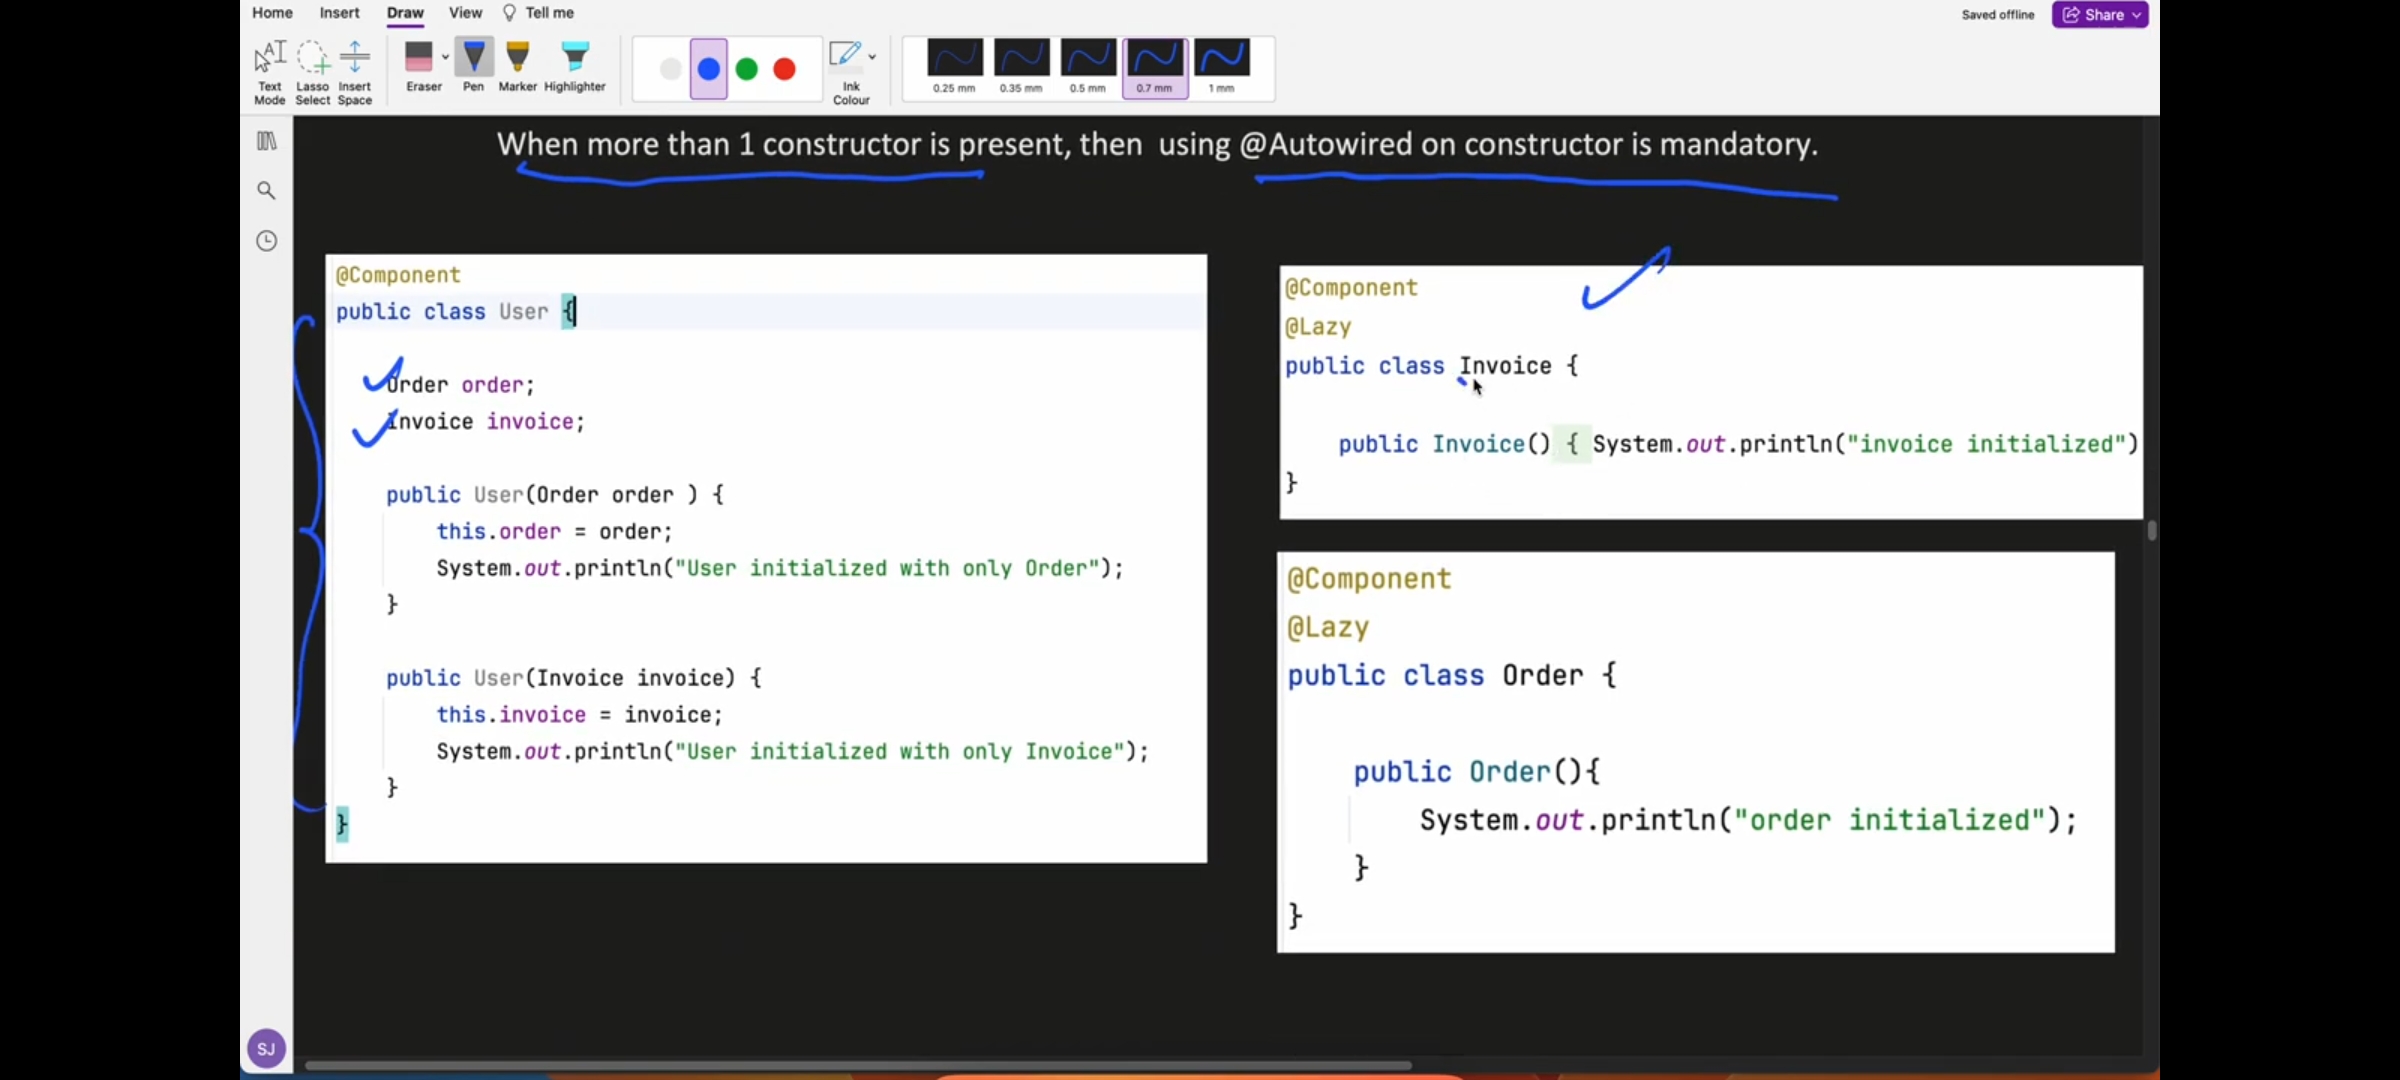 Home Insert Draw View Tell me
Saved offline Share
Text Mode Lasso Select Insert Space Eraser Pen Marker Highlighter Ink Colour 0.25 mm 0.35 mm 0.5 mm 0.7 mm 1 mm
When more than 1 constructor is present, then using @Autowired on constructor is mandatory.
@Component
public class User {
Order order;
Invoice invoice;
public User(Order order ) {
this.order = order;
System.out.println("User initialized with only Order");
}
public User(Invoice invoice) {
this.invoice = invoice;
System.out.println("User initialized with only Invoice");
}
}
@Component
@Lazy
public class Invoice {
public Invoice() { System.out.println("invoice initialized")
}
@Component
@Lazy
public class Order {
public Order(){
System.out.println("order initialized");
}
}
SJ